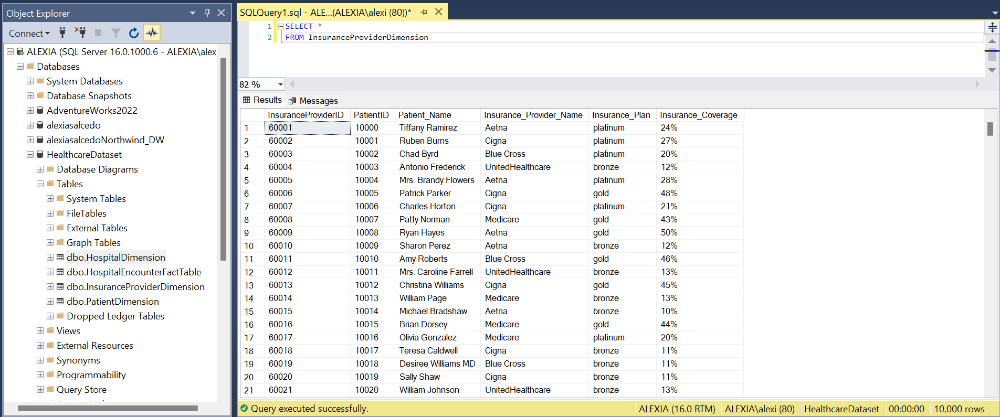 Object Explorer
Connect
ALEXIA (SQL Server 16.0.1000.6 - ALEXIA\alex
Databases
System Databases
Database Snapshots
AdventureWorks2022
alexiasalcedo
alexiasalcedoNorthwind_DW
HealthcareDataset
Database Diagrams
Tables
System Tables
FileTables
External Tables
Graph Tables
dbo.HospitalDimension
dbo.HospitalEncounterFactTable
dbo.InsuranceProviderDimension
dbo.PatientDimension
Dropped Ledger Tables
Views
External Resources
Synonyms
Programmability
Query Store
SQLQuery1.sql - ALE...(ALEXIA\alexi (80))*
1 SELECT *
2 FROM InsuranceProviderDimension
82 %
Results Messages
InsuranceProviderID PatientID Patient_Name Insurance_Provider_Name Insurance_Plan Insurance_Coverage
1 60001 10000 Tiffany Ramirez Aetna platinum 24%
2 60002 10001 Ruben Burns Cigna platinum 27%
3 60003 10002 Chad Byrd Blue Cross platinum 20%
4 60004 10003 Antonio Frederick UnitedHealthcare bronze 12%
5 60005 10004 Mrs. Brandy Flowers Aetna platinum 28%
6 60006 10005 Patrick Parker Cigna gold 48%
7 60007 10006 Charles Horton Cigna platinum 21%
8 60008 10007 Patty Norman Medicare gold 43%
9 60009 10008 Ryan Hayes Aetna gold 50%
10 60010 10009 Sharon Perez Aetna bronze 12%
11 60011 10010 Amy Roberts Blue Cross gold 46%
12 60012 10011 Mrs. Caroline Farrell UnitedHealthcare bronze 13%
13 60013 10012 Christina Williams Cigna gold 45%
14 60014 10013 William Page Medicare bronze 13%
15 60015 10014 Michael Bradshaw Aetna bronze 10%
16 60016 10015 Brian Dorsey Medicare gold 44%
17 60017 10016 Olivia Gonzalez Medicare platinum 20%
18 60018 10017 Teresa Caldwell Cigna bronze 11%
19 60019 10018 Desiree Williams MD Blue Cross bronze 11%
20 60020 10019 Sally Shaw Cigna bronze 11%
21 60021 10020 William Johnson UnitedHealthcare bronze 13%
Query executed successfully. ALEXIA (16.0 RTM) ALEXIA\alexi (80) HealthcareDataset 00:00:00 10,000 rows